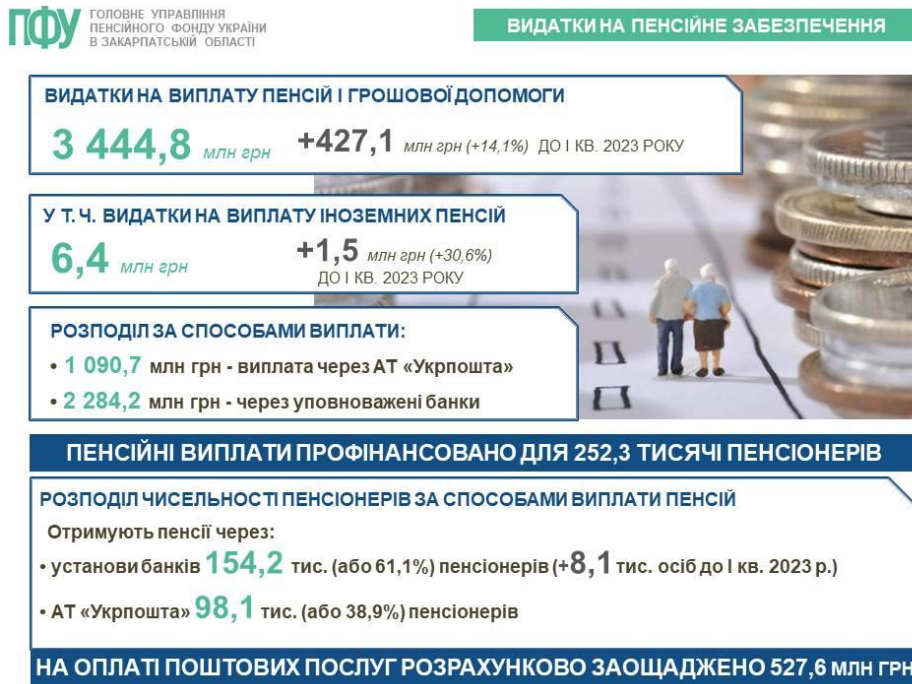 ПФУ
ГОЛОВНЕ УПРАВЛІННЯ
ПЕНСІЙНОГО ФОНДУ УКРАЇНИ
В ЗАКАРПАТСЬКІЙ ОБЛАСТІ
ВИДАТКИ НА ПЕНСІЙНЕ ЗАБЕЗПЕЧЕННЯ
ВИДАТКИ НА ВИПЛАТУ ПЕНСІЙ І ГРОШОВОЇ ДОПОМОГИ
3 444,8 млн грн +427,1 млн грн (+14,1%) ДО І КВ. 2023 РОКУ
У Т. Ч. ВИДАТКИ НА ВИПЛАТУ ІНОЗЕМНИХ ПЕНСІЙ
6,4 млн грн +1,5 млн грн (+30,6%)
ДО І КВ. 2023 РОКУ
РОЗПОДІЛ ЗА СПОСОБАМИ ВИПЛАТИ:
• 1 090,7 млн грн - виплата через АТ «Укрпошта»
• 2 284,2 млн грн - через уповноважені банки
ПЕНСІЙНІ ВИПЛАТИ ПРОФІНАНСОВАНО ДЛЯ 252,3 ТИСЯЧІ ПЕНСІОНЕРІВ
РОЗПОДІЛ ЧИСЕЛЬНОСТІ ПЕНСІОНЕРІВ ЗА СПОСОБАМИ ВИПЛАТИ ПЕНСІЙ
Отримують пенсії через:
• установи банків 154,2 тис. (або 61,1%) пенсіонерів (+8,1 тис. осіб до І кв. 2023 р.)
• АТ «Укрпошта» 98,1 тис. (або 38,9%) пенсіонерів
НА ОПЛАТІ ПОШТОВИХ ПОСЛУГ РОЗРАХУНКОВО ЗАОЩАДЖЕНО 527,6 МЛН ГРН